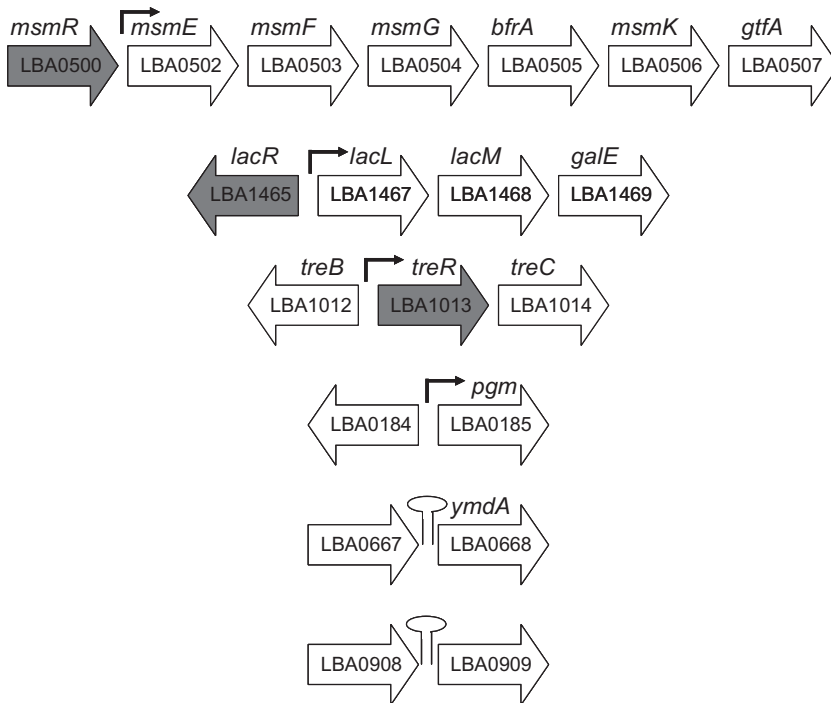 msmR msmE msmF msmG bfrA msmK gtfA
LBA0500 LBA0502 LBA0503 LBA0504 LBA0505 LBA0506 LBA0507
lacR lacL lacM galE
LBA1465 LBA1467 LBA1468 LBA1469
treB treR treC
LBA1012 LBA1013 LBA1014
pgm
LBA0184 LBA0185
ymdA
LBA0667 LBA0668
LBA0908 LBA0909